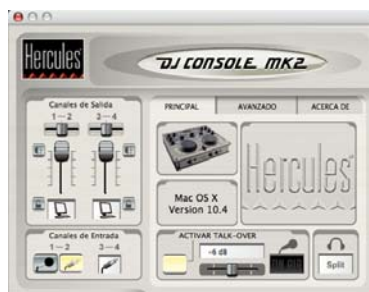 Hercules
DJ CONSOLE MK2
Canales de Salida
1-2 3-4
PRINCIPAL AVANZADO ACERCA DE
Hercules
Mac OS X
Version 10.4
Canales de Entrada
1-2 3-4
ACTIVAR TALK-OVER
-6 dB
Split